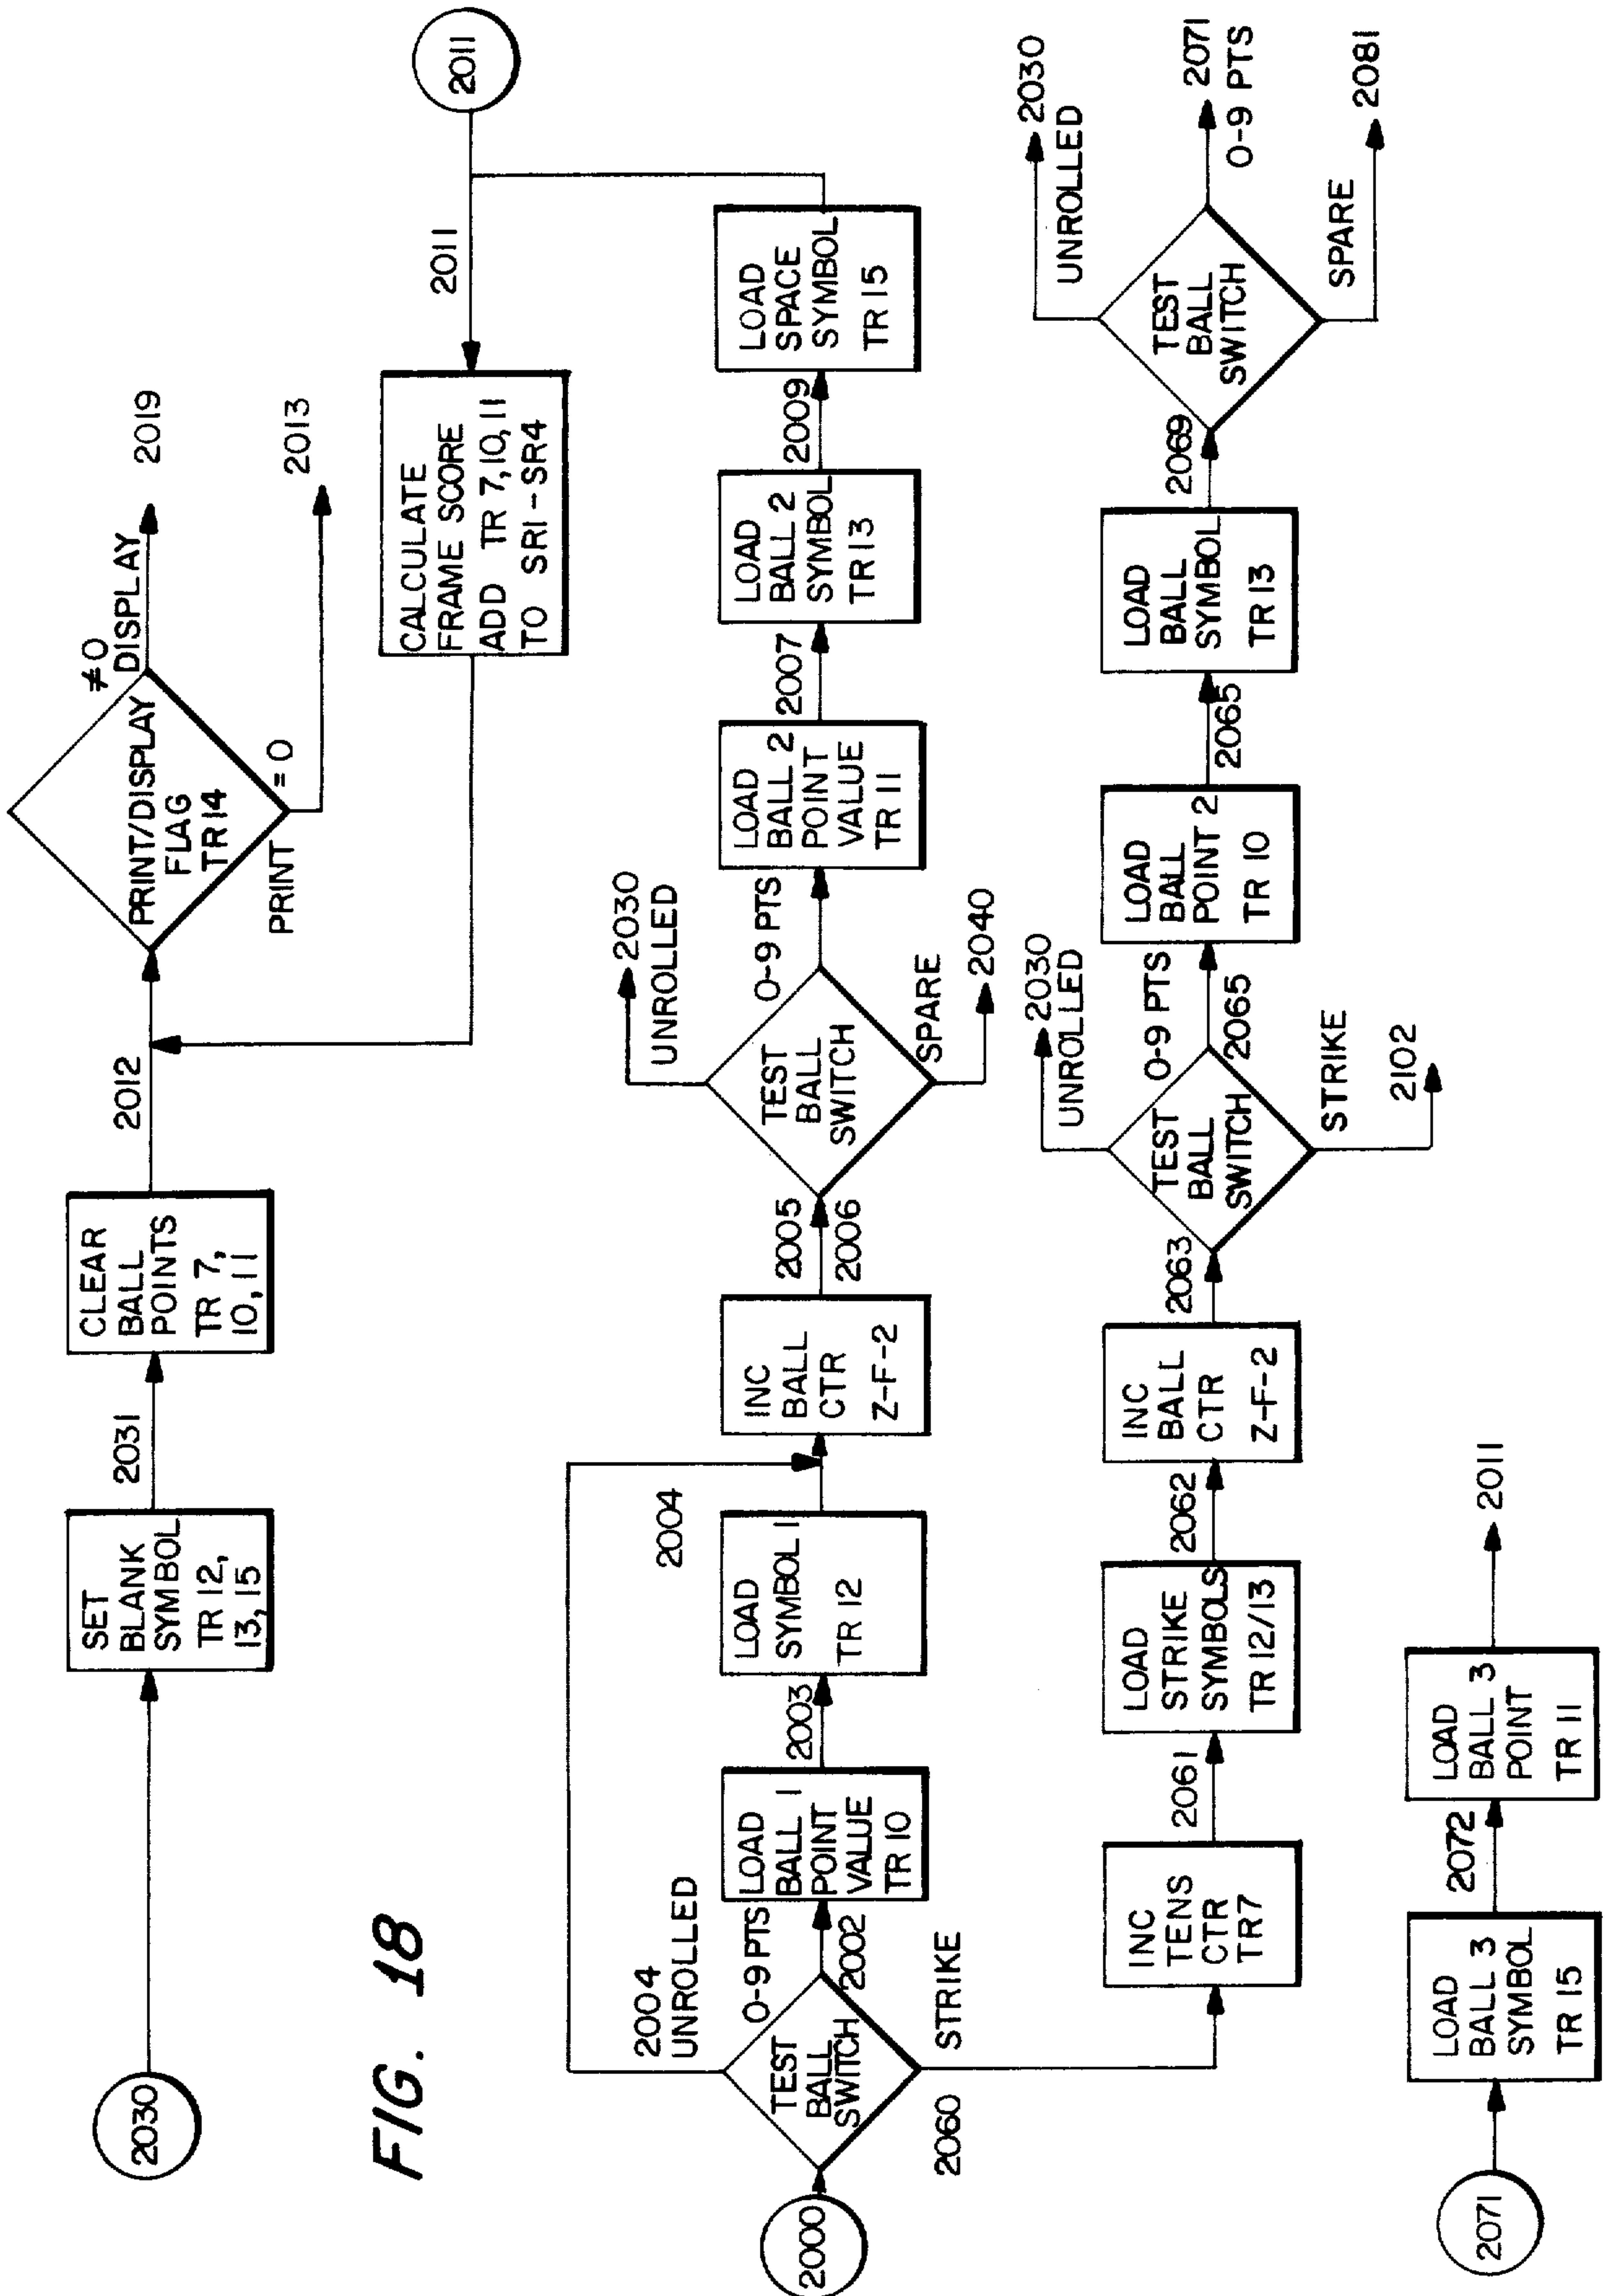 FIG. 18
2030
SET
BLANK
SYMBOL
TR 12,
13, 15
2031
CLEAR
BALL
POINTS
TR 7,
10, 11
2012
PRINT/DISPLAY
FLAG
TR 14
≠0
DISPLAY
2019
= 0
PRINT
2013
CALCULATE
FRAME SCORE
ADD TR 7, 10, 11
TO SR1-SR4
2011
2011
2000
TEST
BALL
SWITCH
2004
UNROLLED
0-9 PTS
2002
STRIKE
2060
LOAD
BALL 1
POINT
VALUE
TR 10
2003
LOAD
SYMBOL 1
TR 12
2004
INC
BALL
CTR
Z-F-2
2005
2006
TEST
BALL
SWITCH
2030
UNROLLED
0-9 PTS
SPARE
2040
LOAD
BALL 2
POINT
VALUE
TR 11
2007
LOAD
BALL 2
SYMBOL
TR 13
2009
LOAD
SPACE
SYMBOL
TR 15
INC
TENS
CTR
TR7
2061
LOAD
STRIKE
SYMBOLS
TR 12/13
2062
INC
BALL
CTR
Z-F-2
2063
TEST
BALL
SWITCH
2030
UNROLLED
0-9 PTS
2065
STRIKE
2102
LOAD
BALL
POINT 2
TR 10
2065
LOAD
BALL
SYMBOL
TR 13
2069
TEST
BALL
SWITCH
2030
UNROLLED
2071
0-9 PTS
SPARE
2081
2071
LOAD
BALL 3
SYMBOL
TR 15
2072
LOAD
BALL 3
POINT
TR 11
2011